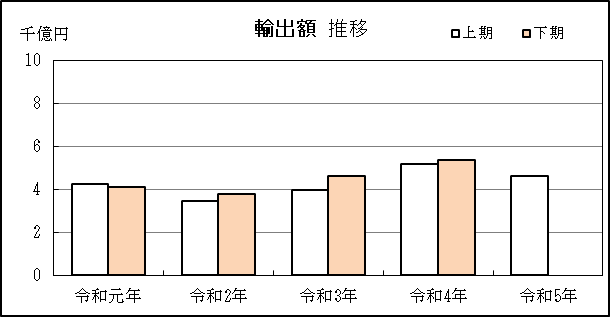 輸出額 推移
千億円
上期 下期
10
8
6
4
2
0
令和元年 令和2年 令和3年 令和4年 令和5年